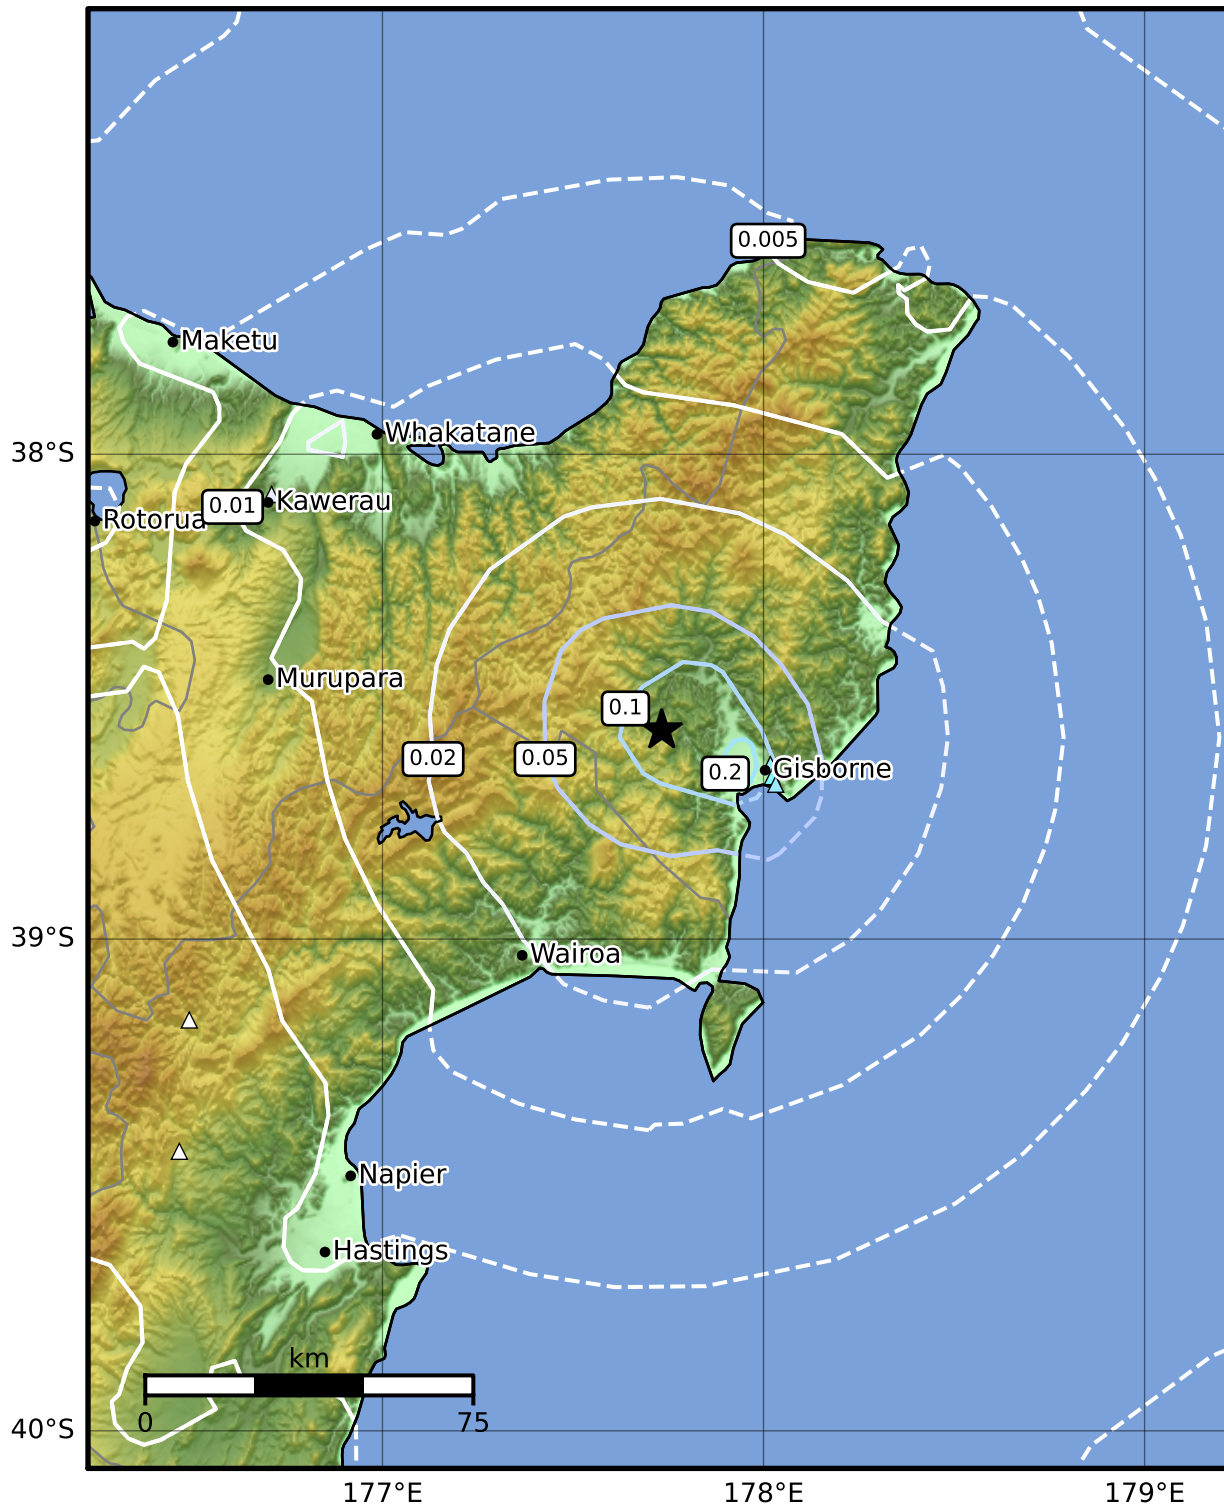 0.005
Maketu
Whakatane
38°S
Kawerau
0.01
Rotorua
Murupara
0.1
0.02
0.05
0.2
Gisborne
39°S
Wairoa
Napier
Hastings
km
0
75
40°S
177°E
178°E
179°E